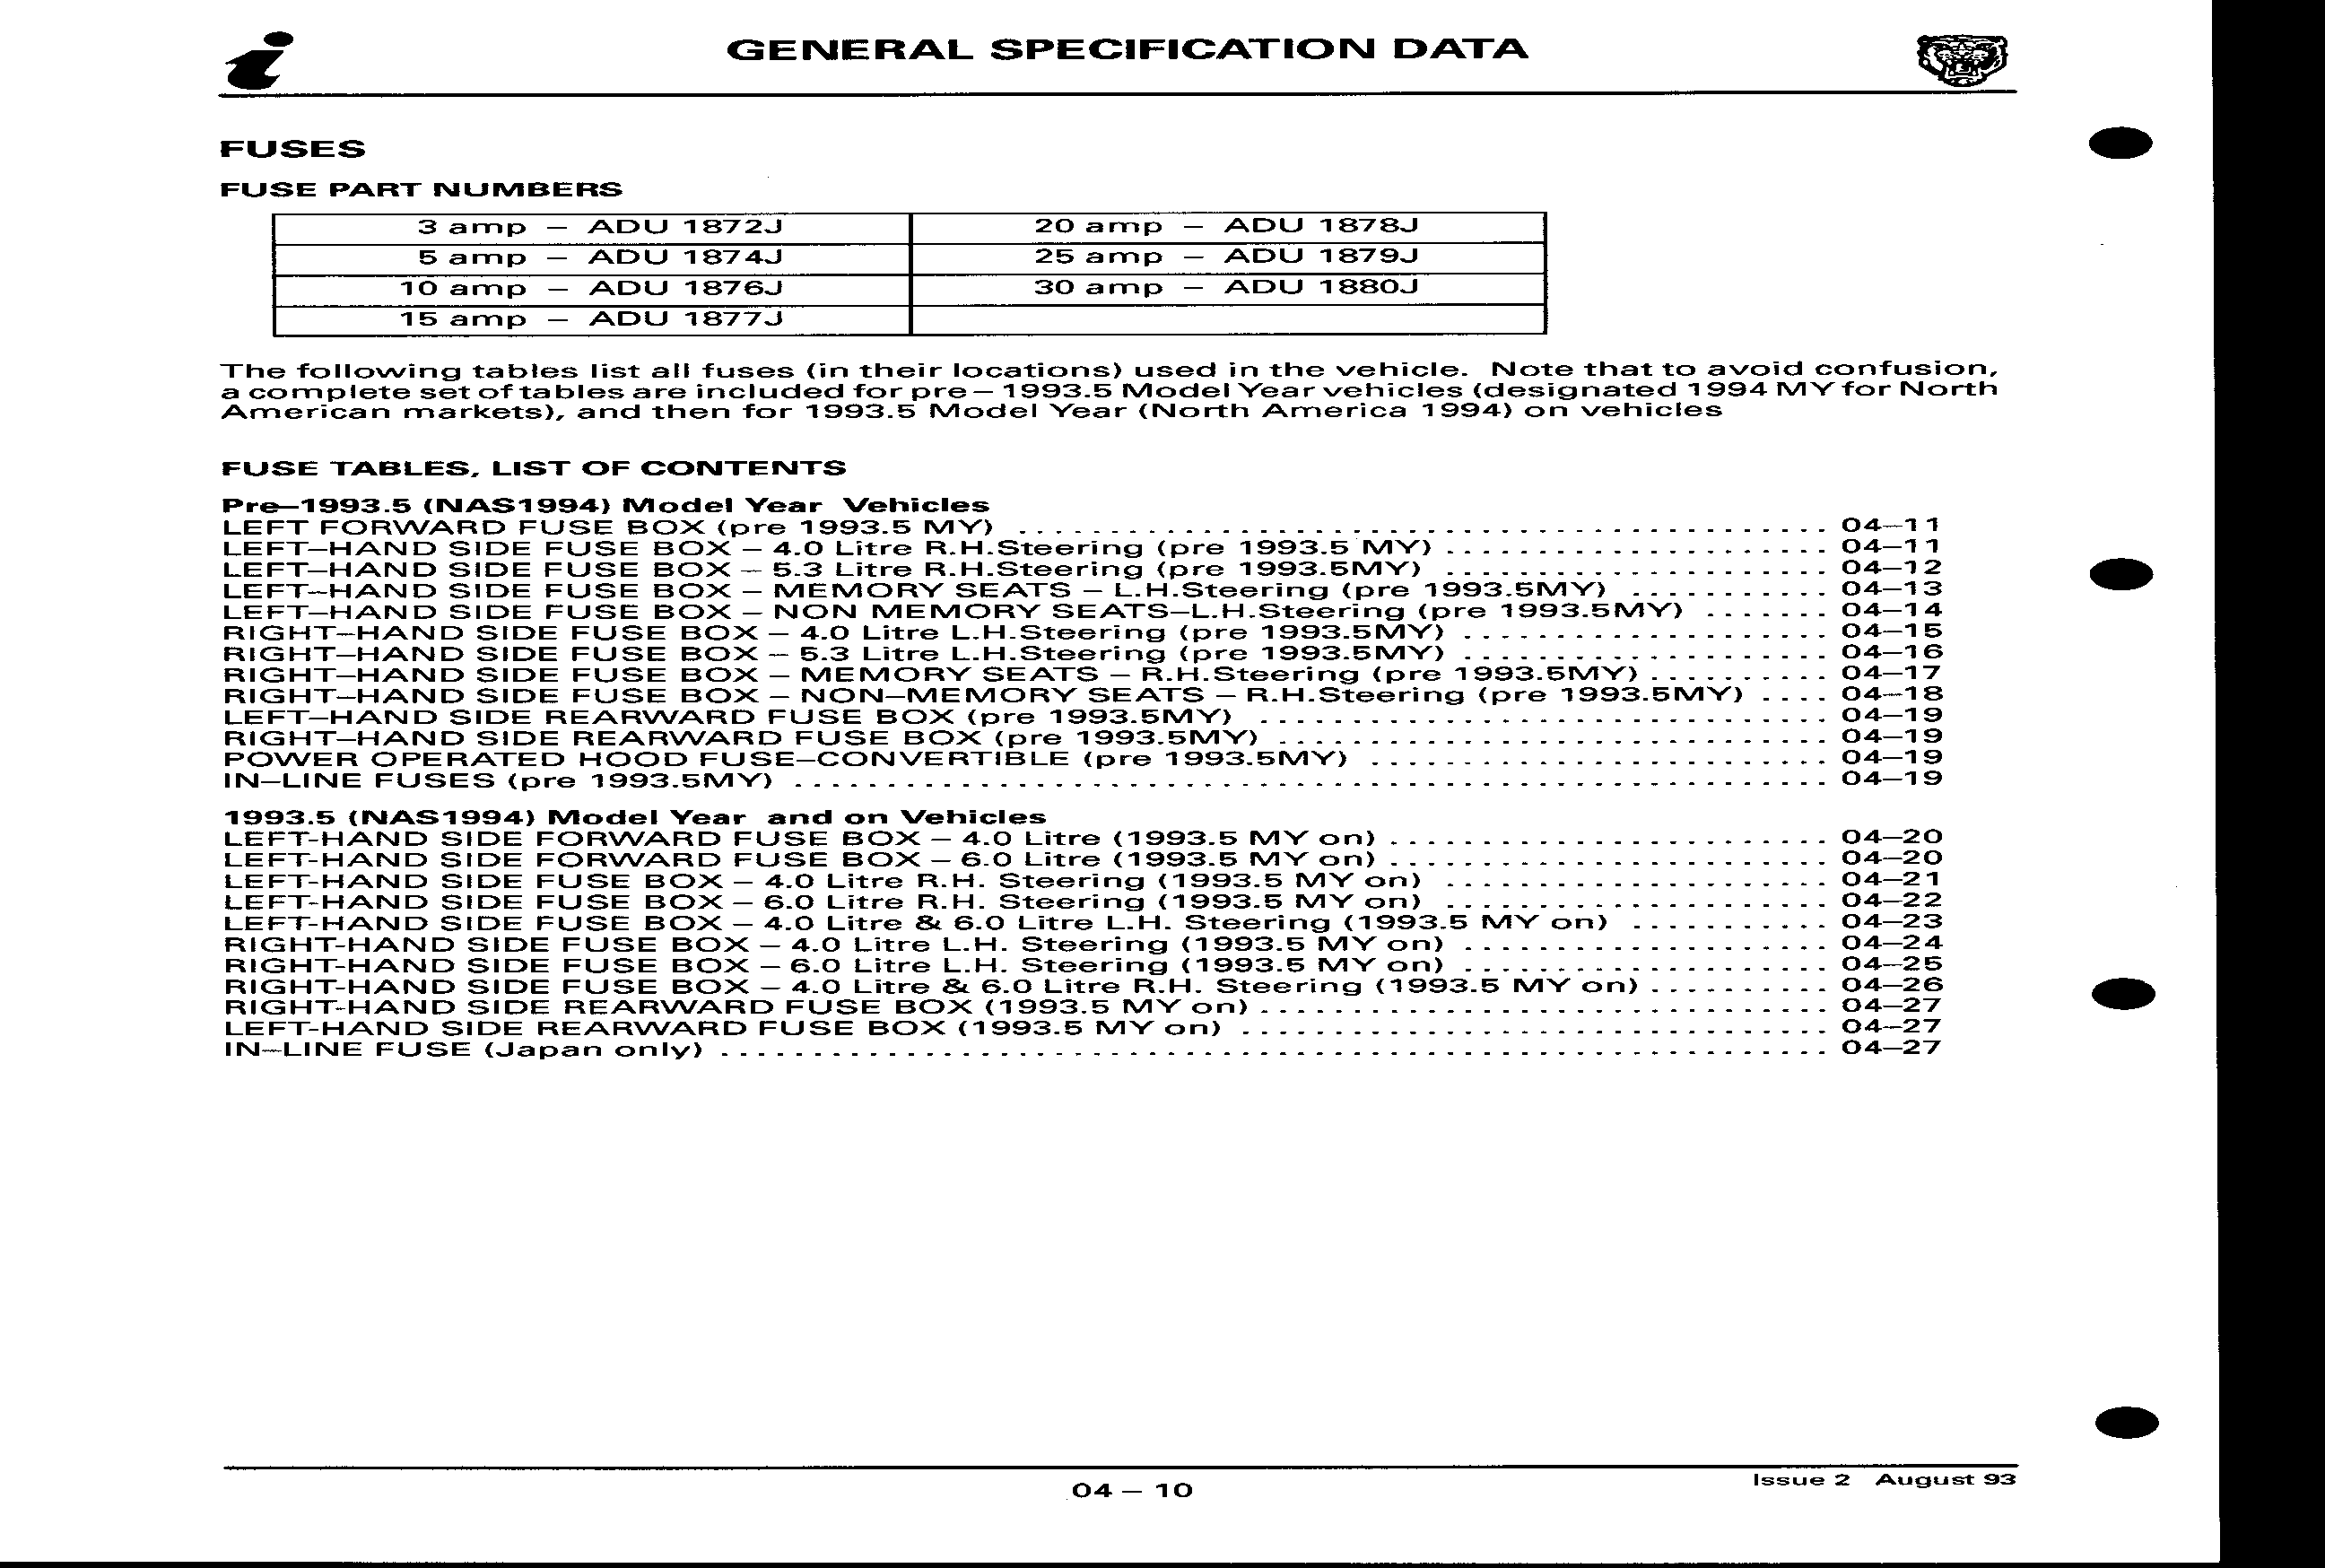 GENERAL SPECIFICATION DATA
FUSES
FUSE PART NUMBERS
3 amp – ADU 1872J 20 amp – ADU 1878J
5 amp – ADU 1874J 25 amp – ADU 1879J
10 amp – ADU 1876J 30 amp – ADU 1880J
15 amp – ADU 1877J
The following tables list all fuses (in their locations) used in the vehicle. Note that to avoid confusion,
a complete set of tables are included for pre – 1993.5 Model Year vehicles (designated 1994 MY for North
American markets), and then for 1993.5 Model Year (North America 1994) on vehicles
FUSE TABLES, LIST OF CONTENTS
Pre–1993.5 (NAS1994) Model Year Vehicles
LEFT FORWARD FUSE BOX (pre 1993.5 MY) ............................................ 04–11
LEFT–HAND SIDE FUSE BOX – 4.0 Litre R.H.Steering (pre 1993.5 MY) ..................... 04–11
LEFT–HAND SIDE FUSE BOX – 5.3 Litre R.H.Steering (pre 1993.5MY) ..................... 04–12
LEFT–HAND SIDE FUSE BOX – MEMORY SEATS – L.H.Steering (pre 1993.5MY) ........... 04–13
LEFT–HAND SIDE FUSE BOX – NON MEMORY SEATS–L.H.Steering (pre 1993.5MY) ....... 04–14
RIGHT–HAND SIDE FUSE BOX – 4.0 Litre L.H.Steering (pre 1993.5MY) .................... 04–15
RIGHT–HAND SIDE FUSE BOX – 5.3 Litre L.H.Steering (pre 1993.5MY) .................... 04–16
RIGHT–HAND SIDE FUSE BOX – MEMORY SEATS – R.H.Steering (pre 1993.5MY) .......... 04–17
RIGHT–HAND SIDE FUSE BOX – NON–MEMORY SEATS – R.H.Steering (pre 1993.5MY) .... 04–18
LEFT–HAND SIDE REARWARD FUSE BOX (pre 1993.5MY) ............................... 04–19
RIGHT–HAND SIDE REARWARD FUSE BOX (pre 1993.5MY) .............................. 04–19
POWER OPERATED HOOD FUSE–CONVERTIBLE (pre 1993.5MY) ......................... 04–19
IN–LINE FUSES (pre 1993.5MY) ........................................................ 04–19
1993.5 (NAS1994) Model Year and on Vehicles
LEFT-HAND SIDE FORWARD FUSE BOX – 4.0 Litre (1993.5 MY on) ........................ 04–20
LEFT-HAND SIDE FORWARD FUSE BOX – 6.0 Litre (1993.5 MY on) ........................ 04–20
LEFT-HAND SIDE FUSE BOX – 4.0 Litre R.H. Steering (1993.5 MY on) ..................... 04–21
LEFT-HAND SIDE FUSE BOX – 6.0 Litre R.H. Steering (1993.5 MY on) ..................... 04–22
LEFT-HAND SIDE FUSE BOX – 4.0 Litre & 6.0 Litre L.H. Steering (1993.5 MY on) ........... 04–23
RIGHT-HAND SIDE FUSE BOX – 4.0 Litre L.H. Steering (1993.5 MY on) .................... 04–24
RIGHT-HAND SIDE FUSE BOX – 6.0 Litre L.H. Steering (1993.5 MY on) .................... 04–25
RIGHT-HAND SIDE FUSE BOX – 4.0 Litre & 6.0 Litre R.H. Steering (1993.5 MY on) .......... 04–26
RIGHT-HAND SIDE REARWARD FUSE BOX (1993.5 MY on) ............................... 04–27
LEFT-HAND SIDE REARWARD FUSE BOX (1993.5 MY on) ................................ 04–27
IN–LINE FUSE (Japan only) ............................................................ 04–27
04 – 10
Issue 2 August 93